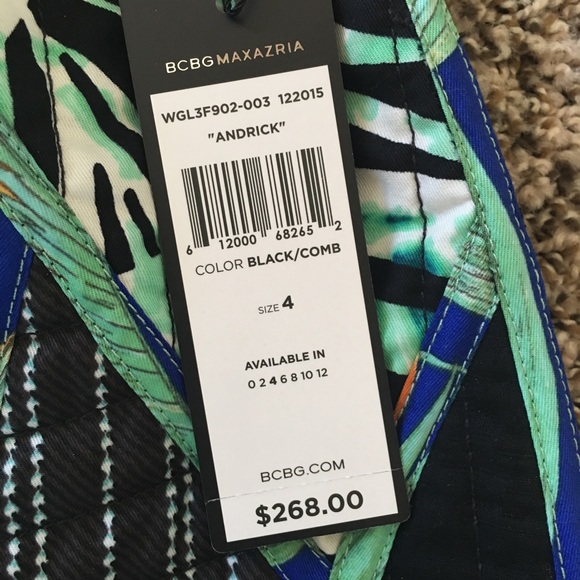 BCBGMAXAZRIA
WGL3F902-003 122015
"ANDRICK"
6 12000 68265 2
COLOR BLACK/COMB
SIZE 4
AVAILABLE IN
0 2 4 6 8 10 12
BCBG.COM
$268.00